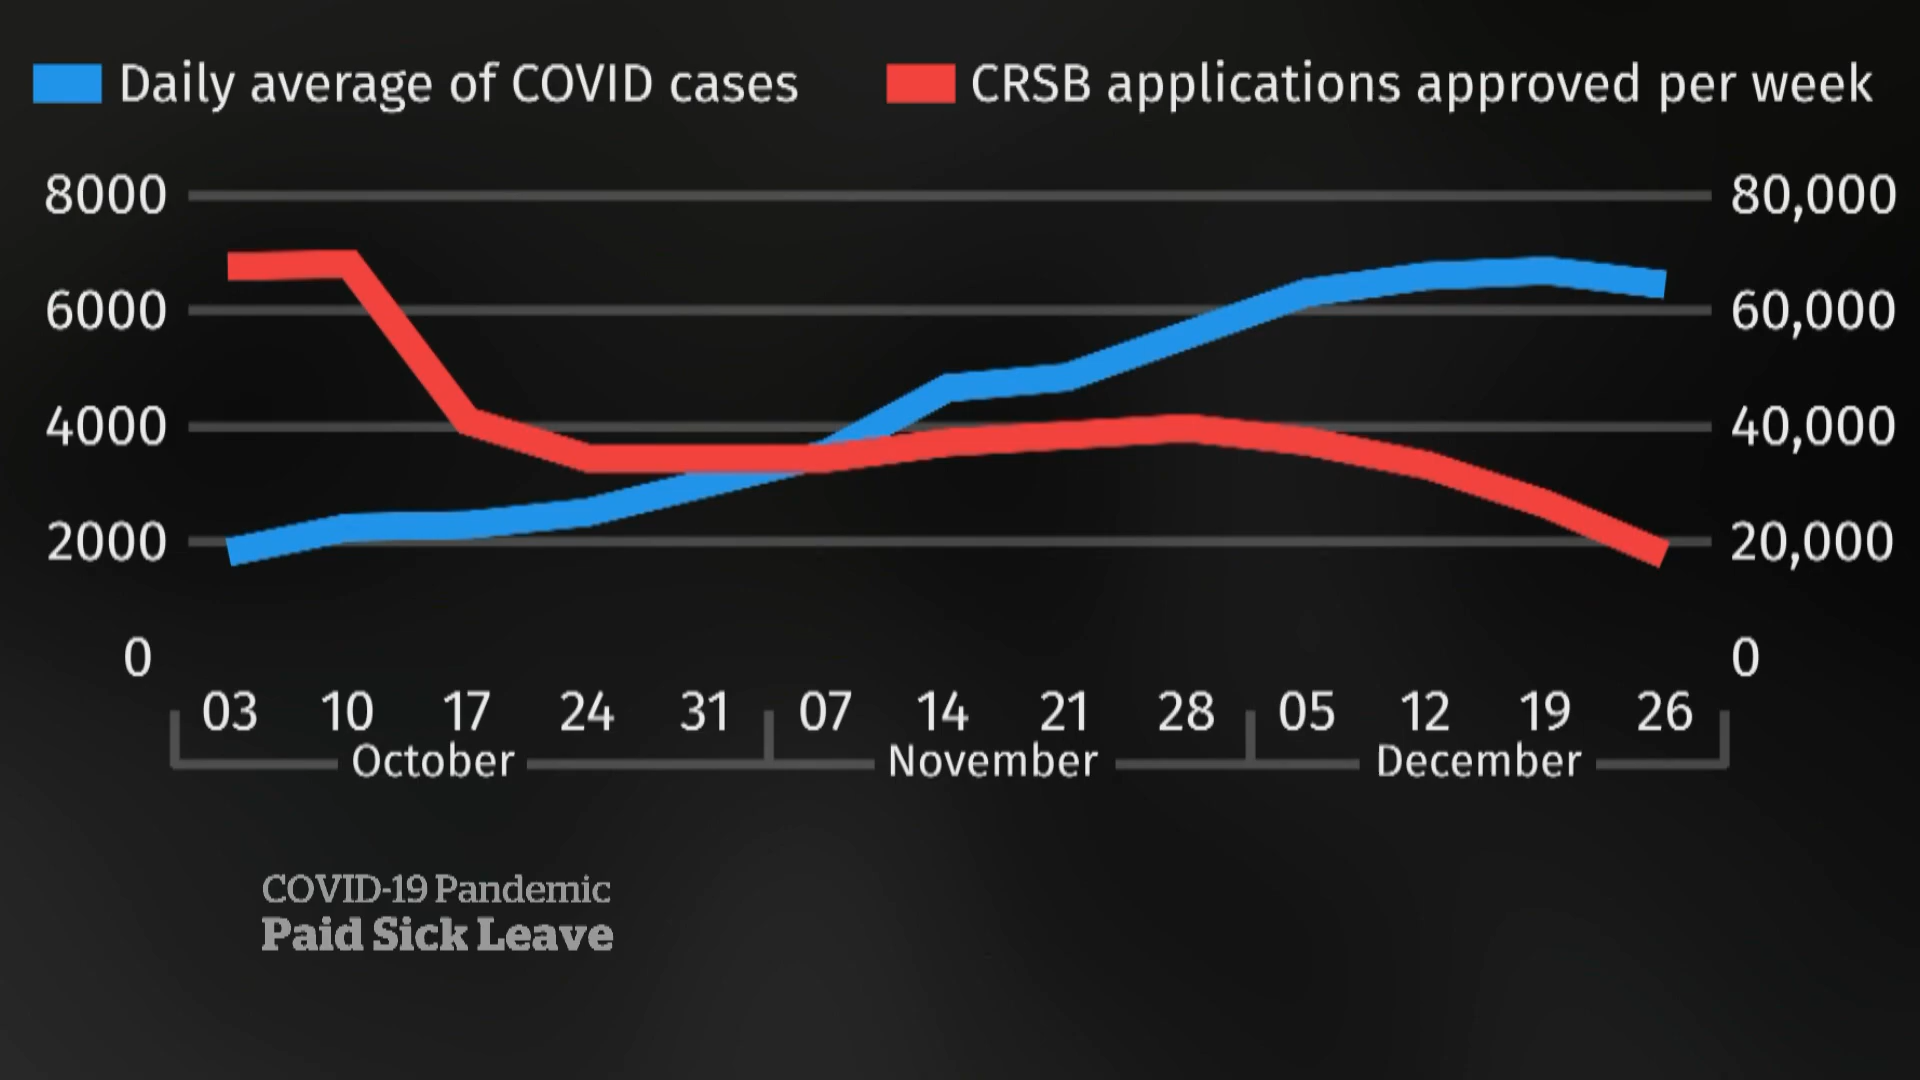 Daily average of COVID cases CRSB applications approved per week
8000 80,000
6000 60,000
4000 40,000
2000 20,000
0 0
03 10 17 24 31 07 14 21 28 05 12 19 26
October November December
COVID-19 Pandemic
Paid Sick Leave